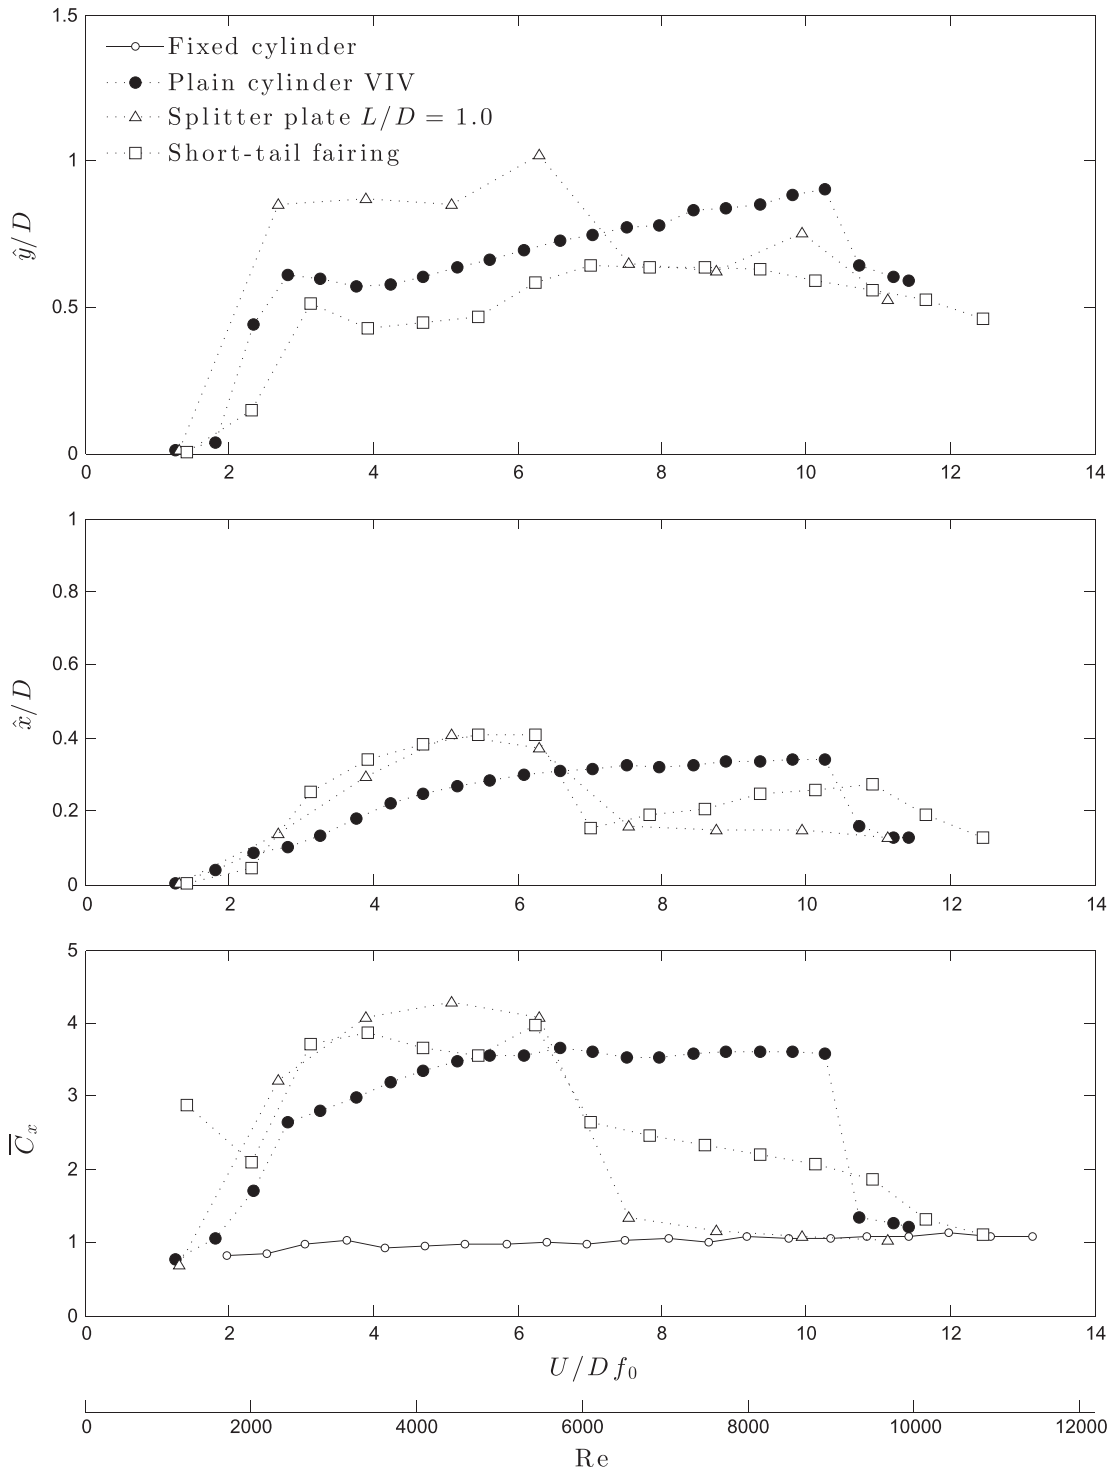 1.5
Fixed cylinder
Plain cylinder VIV
Splitter plate L/D = 1.0
Short-tail fairing
1
ŷ/D
0.5
0
0 2 4 6 8 10 12 14
1
0.8
0.6
x̂/D
0.4
0.2
0
0 2 4 6 8 10 12 14
5
4
3
C̅ₓ
2
1
0
0 2 4 6 8 10 12 14
U/Df₀
0 2000 4000 6000 8000 10000 12000
Re